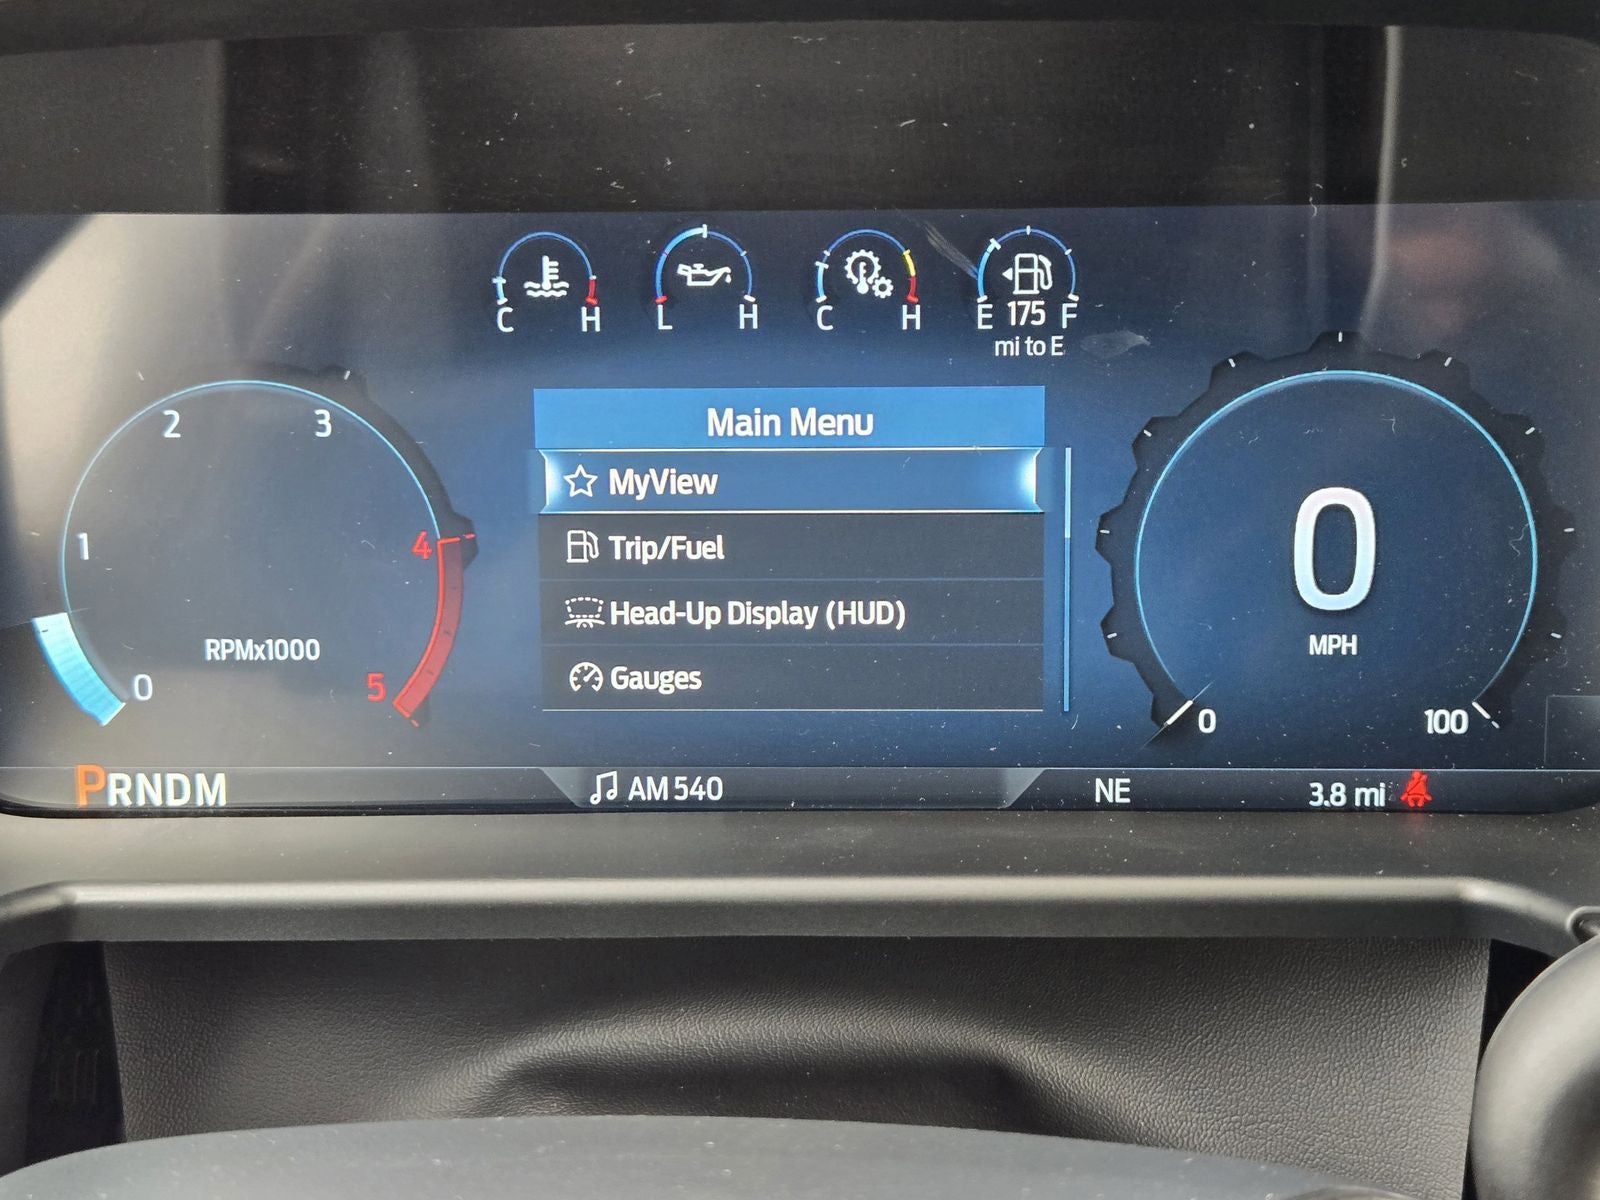 C H
L H
C H
E 175 F
mi to E
Main Menu
MyView
Trip/Fuel
Head-Up Display (HUD)
Gauges
0
1
2
3
4
5
RPMx1000
0
MPH
0
100
PRNDM
AM 540
NE
3.8 mi